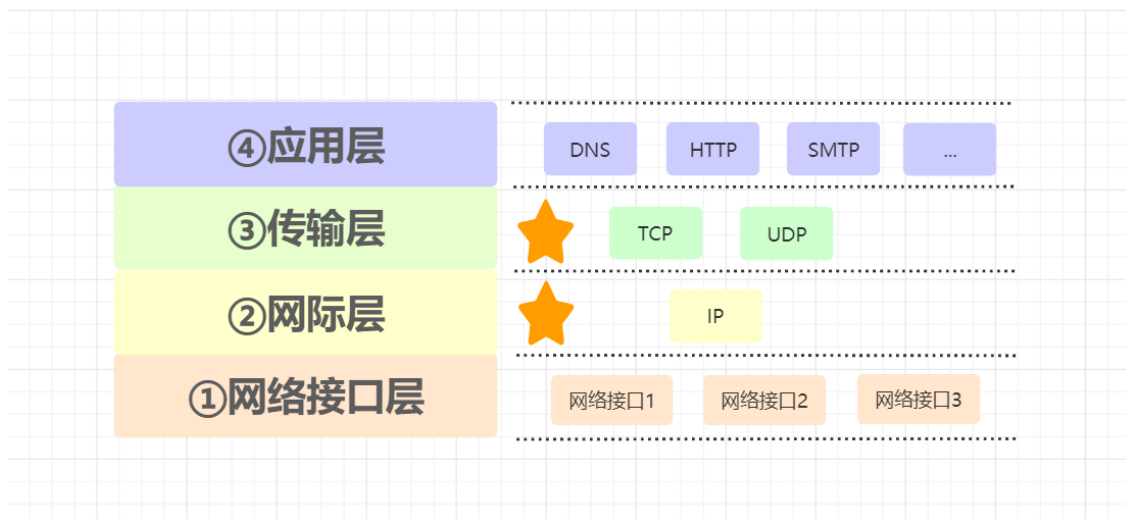 ④应用层
DNS
HTTP
SMTP
...
③传输层
TCP
UDP
②网际层
IP
①网络接口层
网络接口1
网络接口2
网络接口3